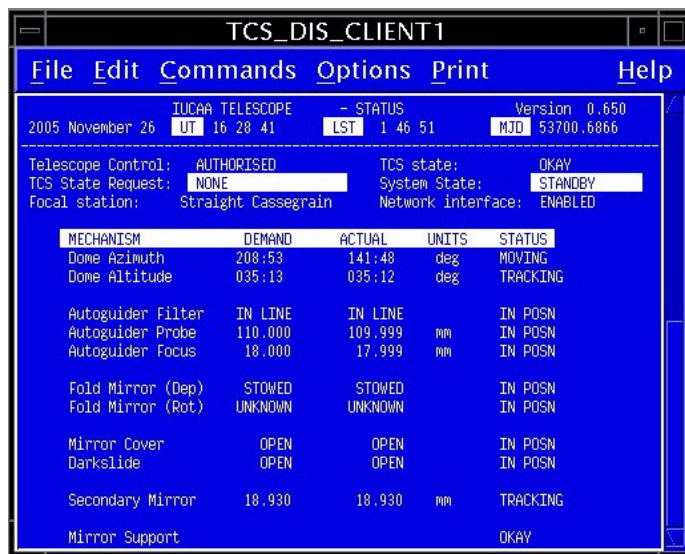 TCS_DIS_CLIENT1
File Edit Commands Options Print Help
IUCAA TELESCOPE - STATUS Version 0.650
2005 November 26 UT 16 28 41 LST 1 46 51 MJD 53700.6866
Telescope Control: AUTHORISED TCS state: OKAY
TCS State Request: NONE System State: STANDBY
Focal station: Straight Cassegrain Network interface: ENABLED
MECHANISM DEMAND ACTUAL UNITS STATUS
Dome Azimuth 208:53 141:48 deg MOVING
Dome Altitude 035:13 035:12 deg TRACKING
Autoguider Filter IN LINE IN LINE IN POSN
Autoguider Probe 110.000 109.999 mm IN POSN
Autoguider Focus 18.000 17.999 mm IN POSN
Fold Mirror (Dep) STOWED STOWED IN POSN
Fold Mirror (Rot) UNKNOWN UNKNOWN IN POSN
Mirror Cover OPEN OPEN IN POSN
Darkslide OPEN OPEN IN POSN
Secondary Mirror 18.930 18.930 mm TRACKING
Mirror Support OKAY